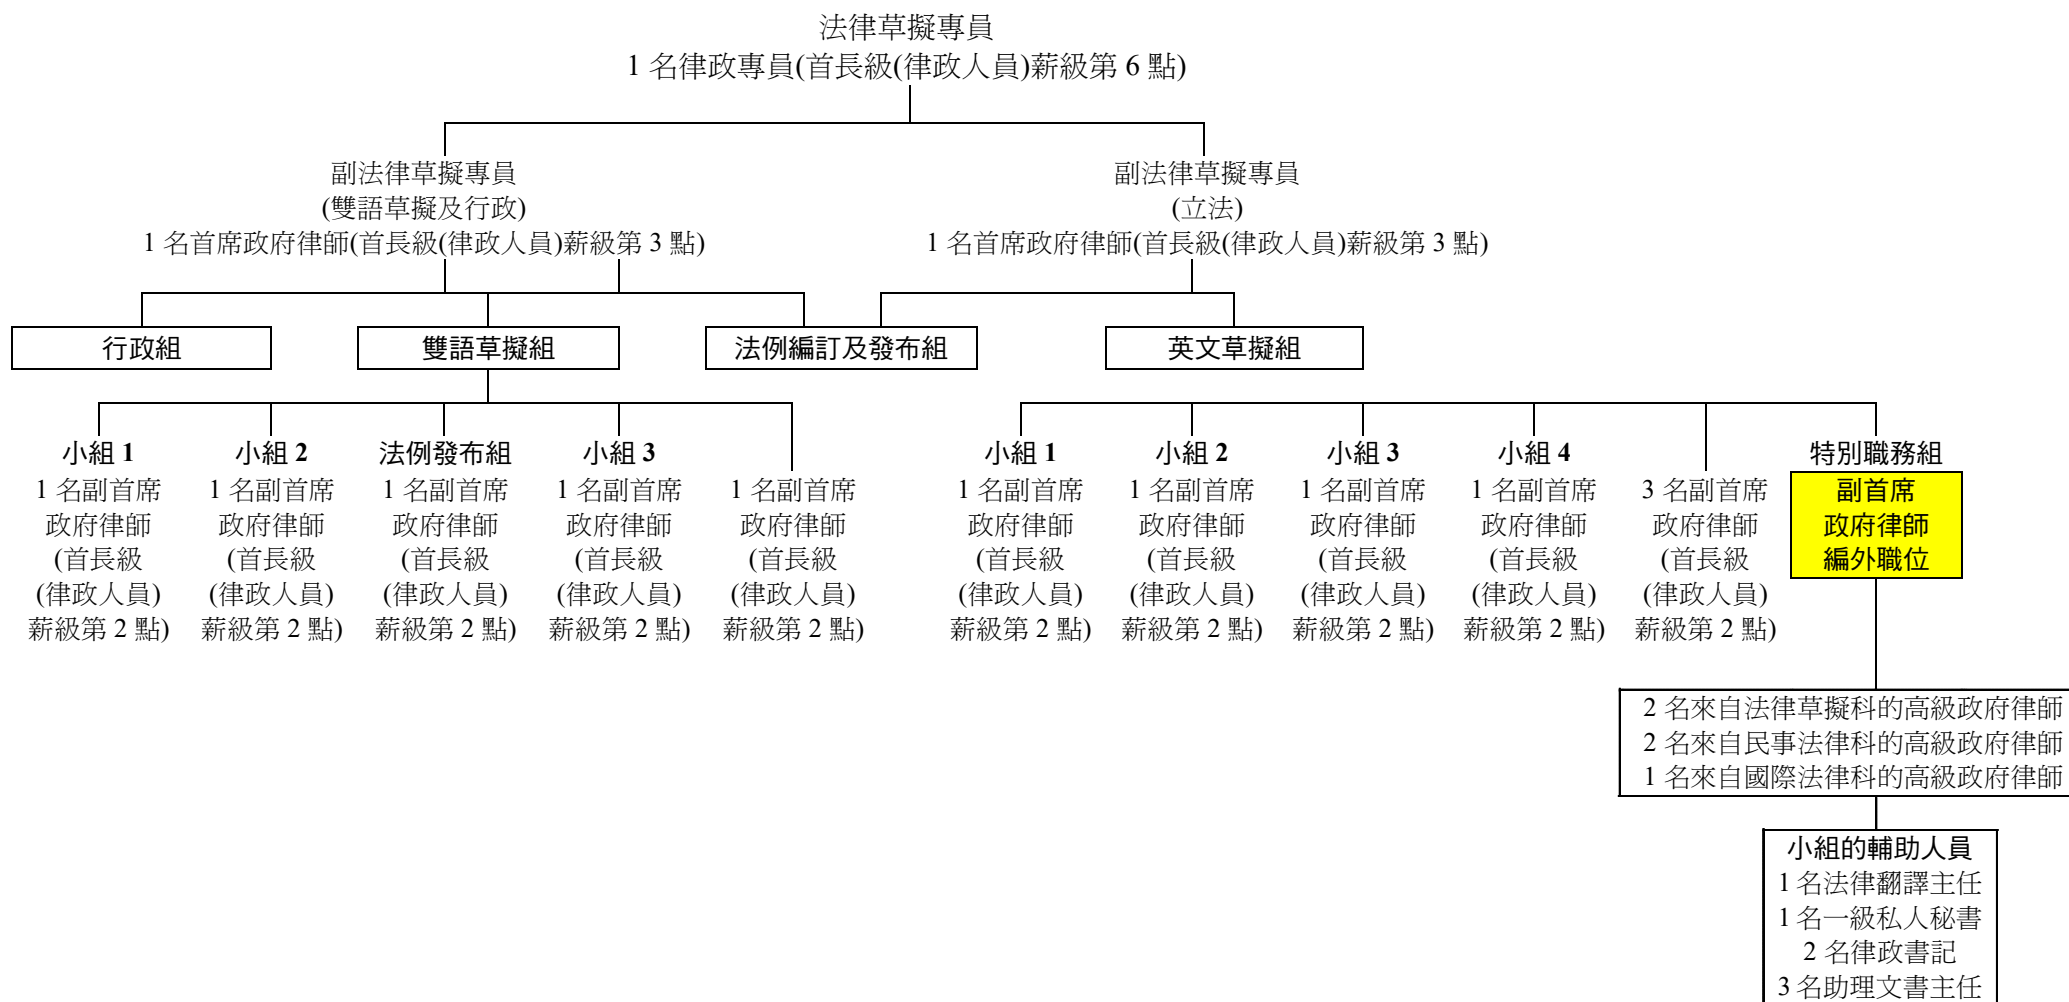 法律草擬專員
1 名律政專員(首長級(律政人員)薪級第 6 點)
副法律草擬專員
(雙語草擬及行政)
1 名首席政府律師(首長級(律政人員)薪級第 3 點)
副法律草擬專員
(立法)
1 名首席政府律師(首長級(律政人員)薪級第 3 點)
行政組
雙語草擬組
法例編訂及發布組
英文草擬組
小組 1
1 名副首席
政府律師
(首長級
(律政人員)
薪級第 2 點)
小組 2
1 名副首席
政府律師
(首長級
(律政人員)
薪級第 2 點)
法例發布組
1 名副首席
政府律師
(首長級
(律政人員)
薪級第 2 點)
小組 3
1 名副首席
政府律師
(首長級
(律政人員)
薪級第 2 點)
1 名副首席
政府律師
(首長級
(律政人員)
薪級第 2 點)
小組 1
1 名副首席
政府律師
(首長級
(律政人員)
薪級第 2 點)
小組 2
1 名副首席
政府律師
(首長級
(律政人員)
薪級第 2 點)
小組 3
1 名副首席
政府律師
(首長級
(律政人員)
薪級第 2 點)
小組 4
1 名副首席
政府律師
(首長級
(律政人員)
薪級第 2 點)
3 名副首席
政府律師
(首長級
(律政人員)
薪級第 2 點)
特別職務組
副首席
政府律師
編外職位
2 名來自法律草擬科的高級政府律師
2 名來自民事法律科的高級政府律師
1 名來自國際法律科的高級政府律師
小組的輔助人員
1 名法律翻譯主任
1 名一級私人秘書
2 名律政書記
3 名助理文書主任